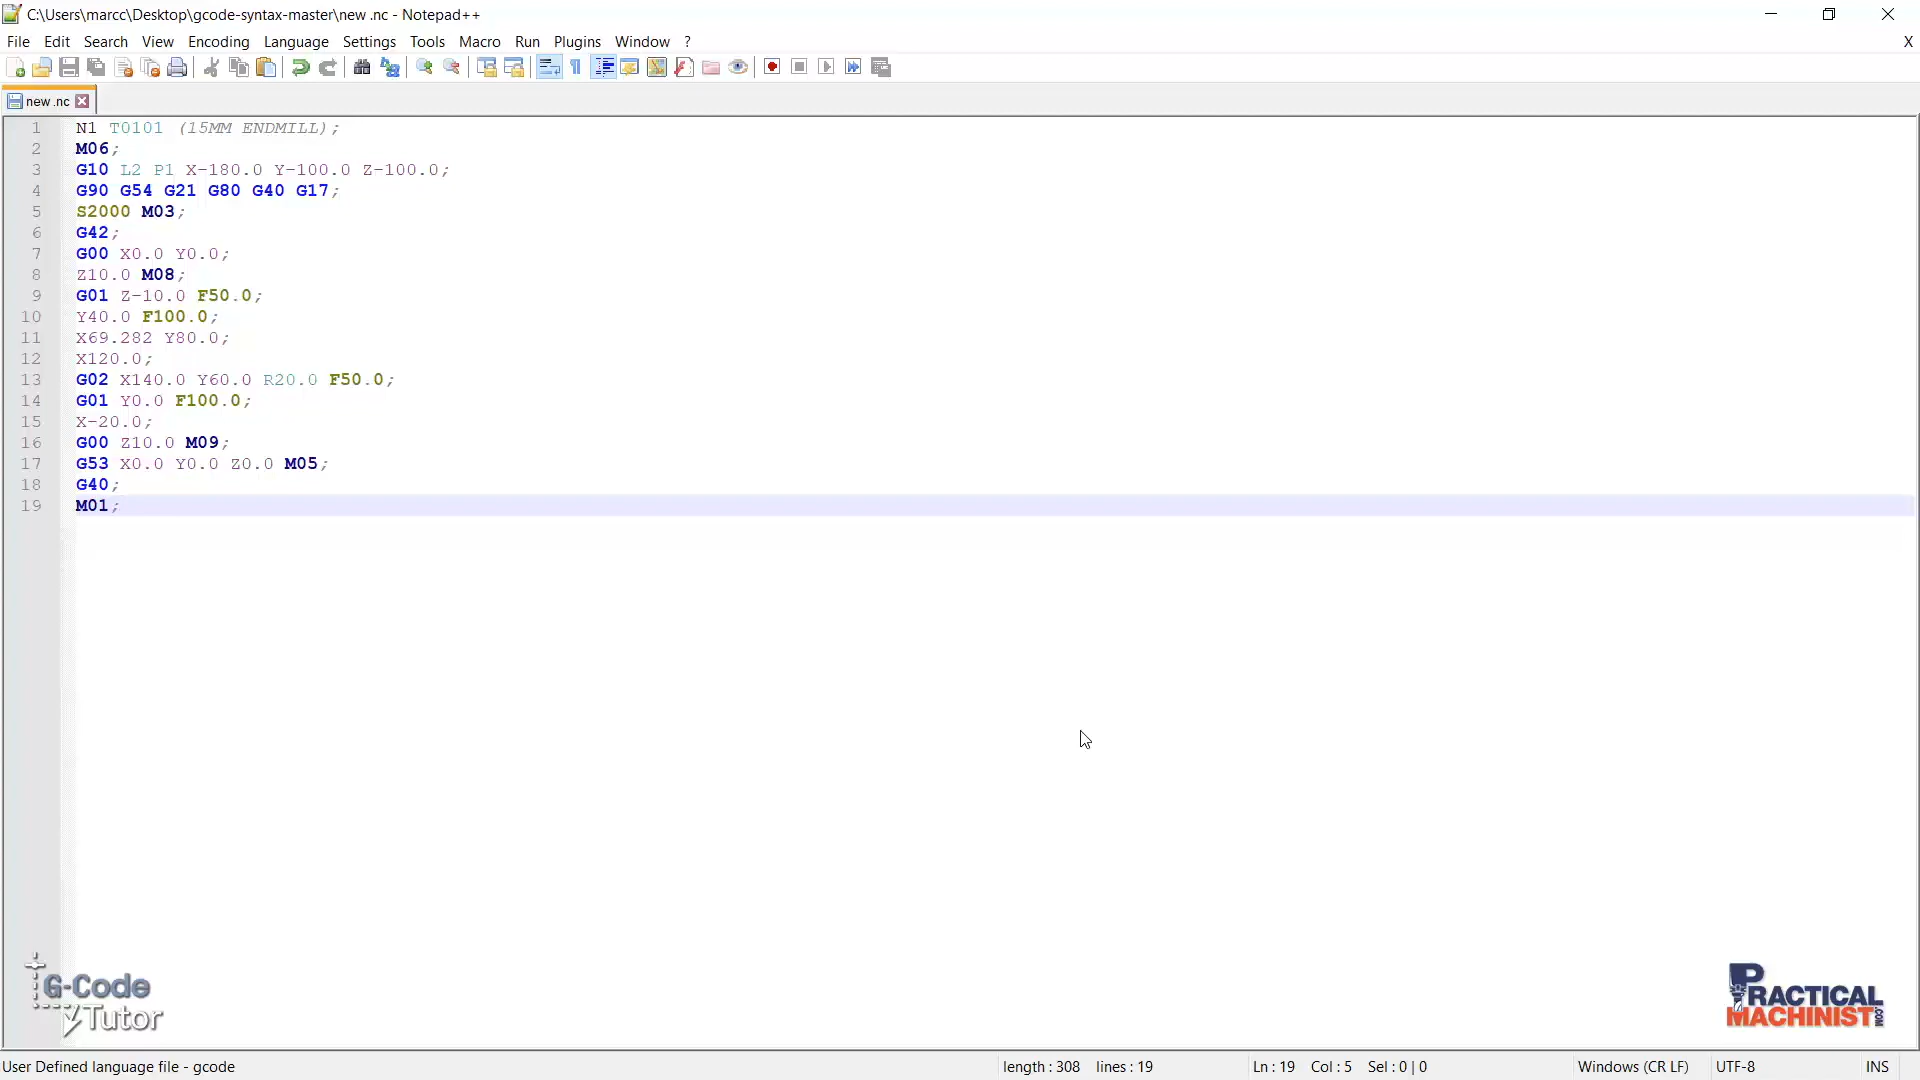 C:\Users\marcc\Desktop\gcode-syntax-master\new .nc - Notepad++
File Edit Search View Encoding Language Settings Tools Macro Run Plugins Window ? X
new .nc
1 N1 T0101 (15MM ENDMILL);
2 M06;
3 G10 L2 P1 X-180.0 Y-100.0 Z-100.0;
4 G90 G54 G21 G80 G40 G17;
5 S2000 M03;
6 G42;
7 G00 X0.0 Y0.0;
8 Z10.0 M08;
9 G01 Z-10.0 F50.0;
10 Y40.0 F100.0;
11 X69.282 Y80.0;
12 X120.0;
13 G02 X140.0 Y60.0 R20.0 F50.0;
14 G01 Y0.0 F100.0;
15 X-20.0;
16 G00 Z10.0 M09;
17 G53 X0.0 Y0.0 Z0.0 M05;
18 G40;
19 M01;
G-Code
Tutor
PRACTICAL
MACHINIST.COM
User Defined language file - gcode length : 308 lines : 19 Ln : 19 Col : 5 Sel : 0 | 0 Windows (CR LF) UTF-8 INS